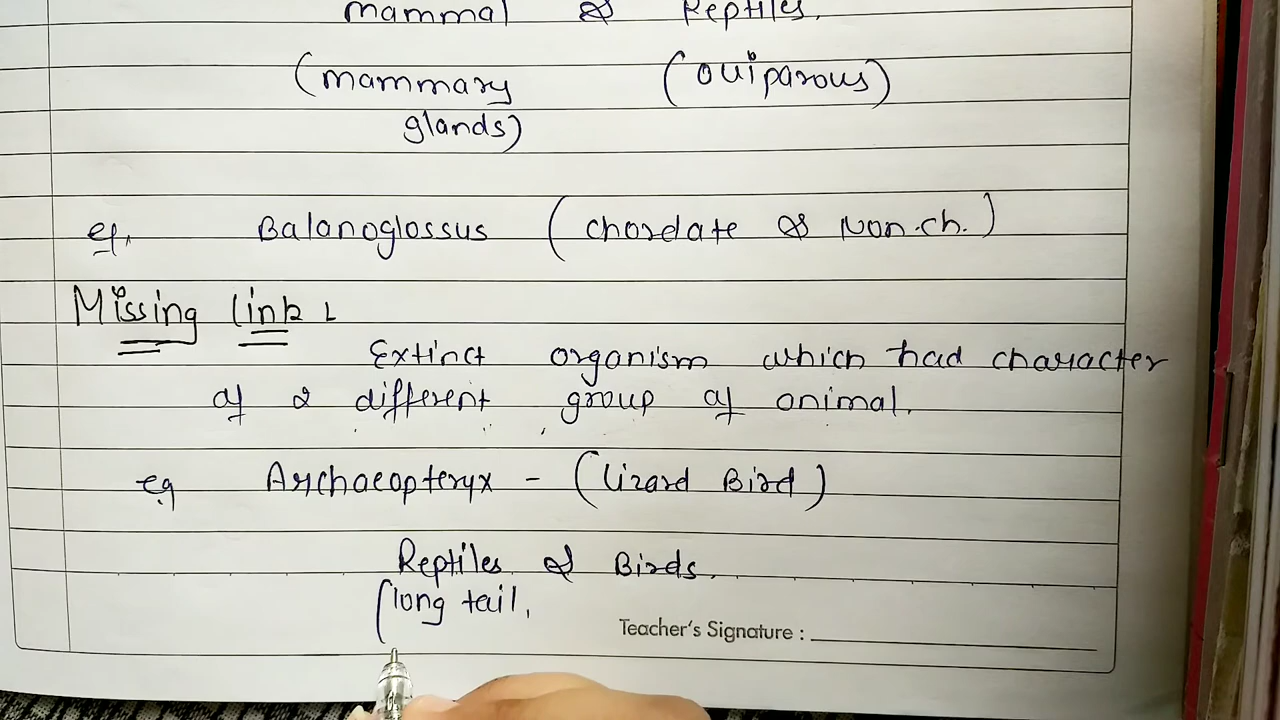 mammal & Reptiles.
(mammary (oviparous)
glands)
eg, Balanoglossus (chordate & Non.ch.)
Missing link
Extinct organism which had character
of 2 different group of animal.
eg Archaeopteryx - (lizard Bird)
Reptiles & Birds.
(long tail,
Teacher's Signature :